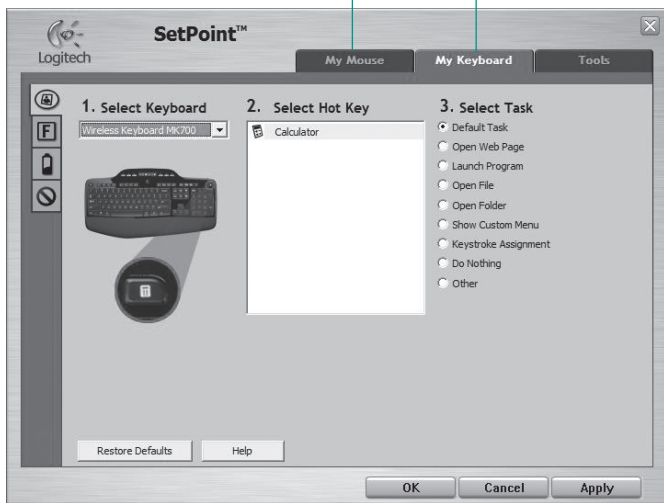 SetPoint™
Logitech
My Mouse
My Keyboard
Tools
1. Select Keyboard
Wireless Keyboard MK700
2. Select Hot Key
Calculator
3. Select Task
Default Task
Open Web Page
Launch Program
Open File
Open Folder
Show Custom Menu
Keystroke Assignment
Do Nothing
Other
F
Restore Defaults
Help
OK
Cancel
Apply